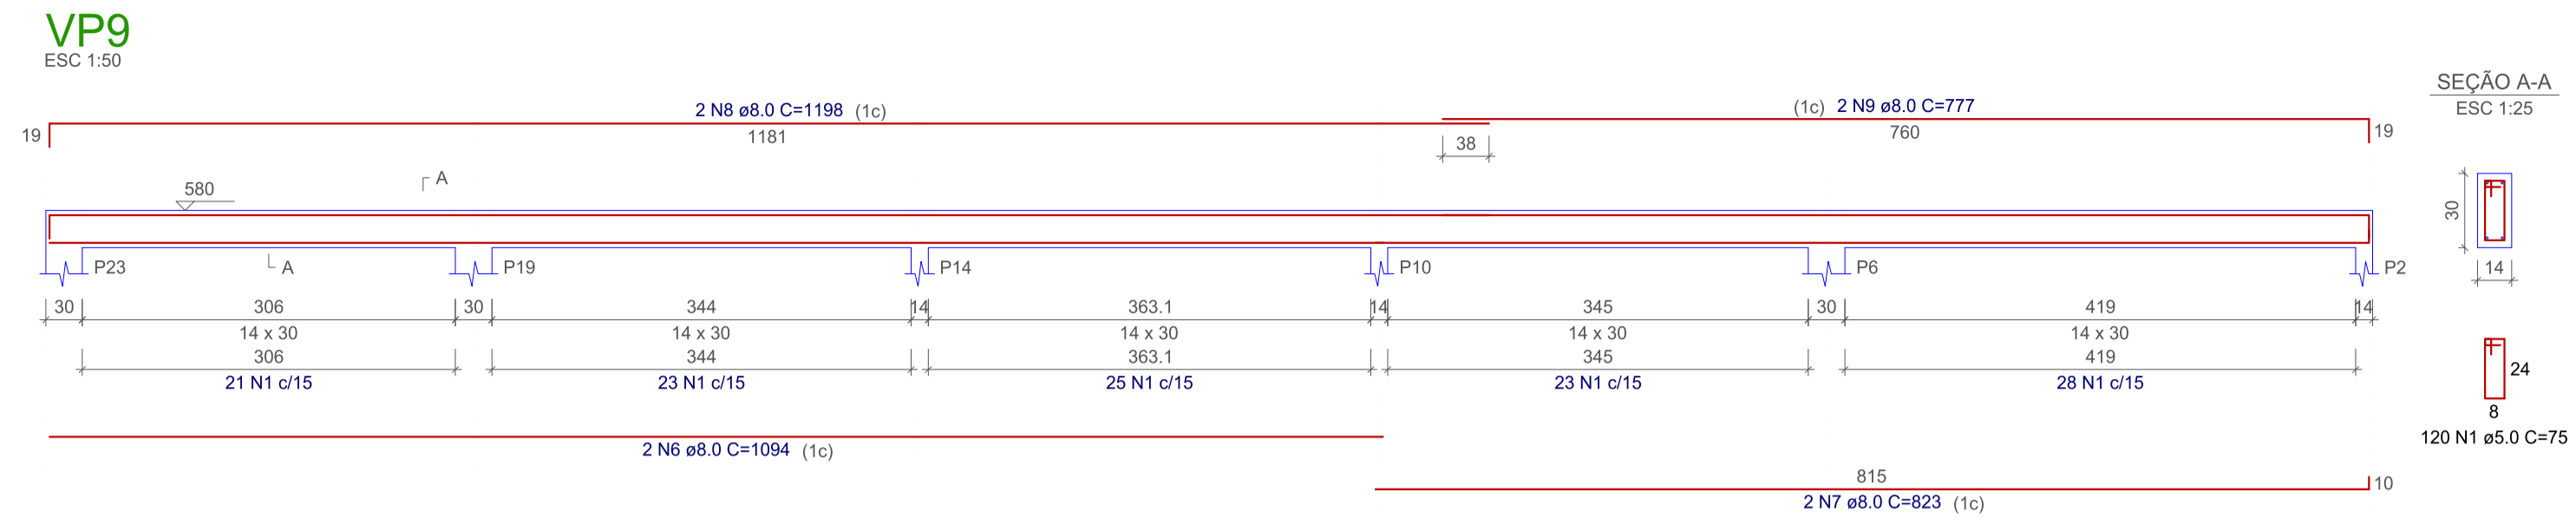 VP9
ESC 1:50
SEÇÃO A-A
ESC 1:25
2 N8 ø8.0 C=1198 (1c)
(1c) 2 N9 ø8.0 C=777
19
1181
760
19
38
A
580
30
A
P23
P19
P14
P10
P6
P2
14
30
306
30
344
14
363.1
14
345
30
419
14
14 x 30
14 x 30
14 x 30
14 x 30
14 x 30
306
344
363.1
345
419
21 N1 c/15
23 N1 c/15
25 N1 c/15
23 N1 c/15
28 N1 c/15
24
8
120 N1 ø5.0 C=75
2 N6 ø8.0 C=1094 (1c)
815
10
2 N7 ø8.0 C=823 (1c)